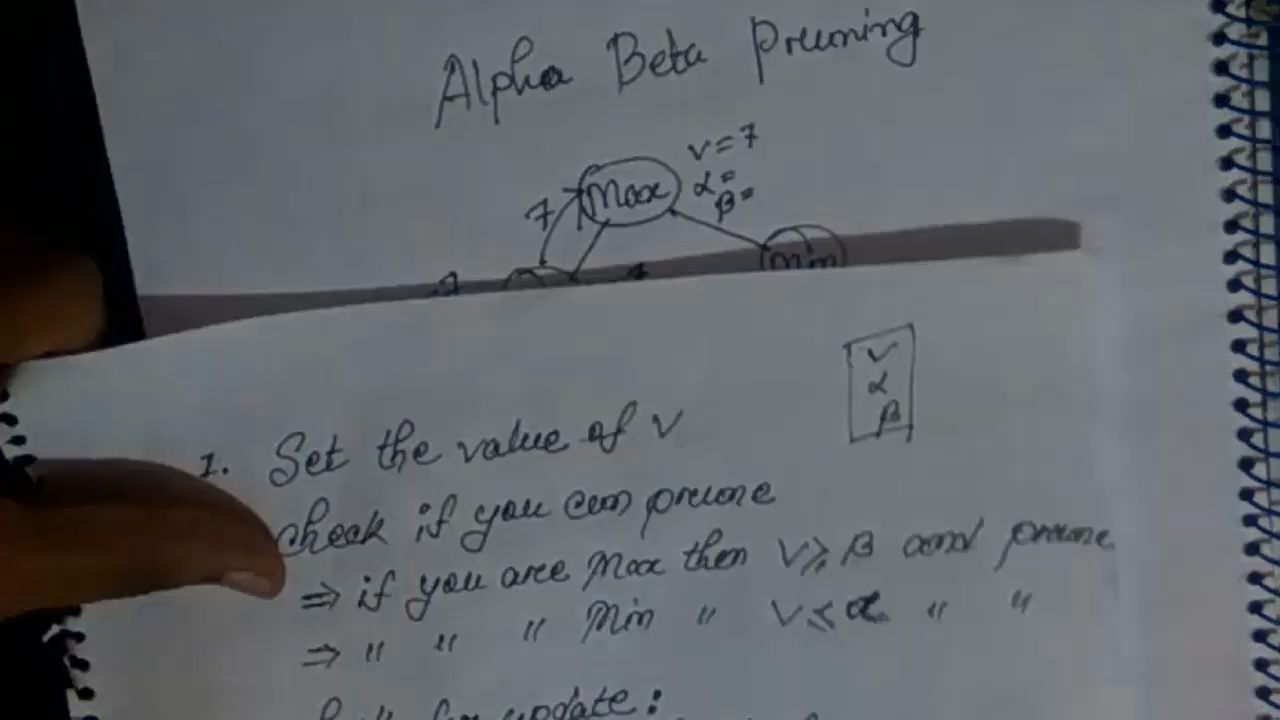 Alpha Beta Pruning
v=7
7 Max α=
β=
Min
v
α
β
1. Set the value of v
check if you can prune
⇒ if you are Max then v≥β and prune
⇒ " " " Min " v≤α " "
update: